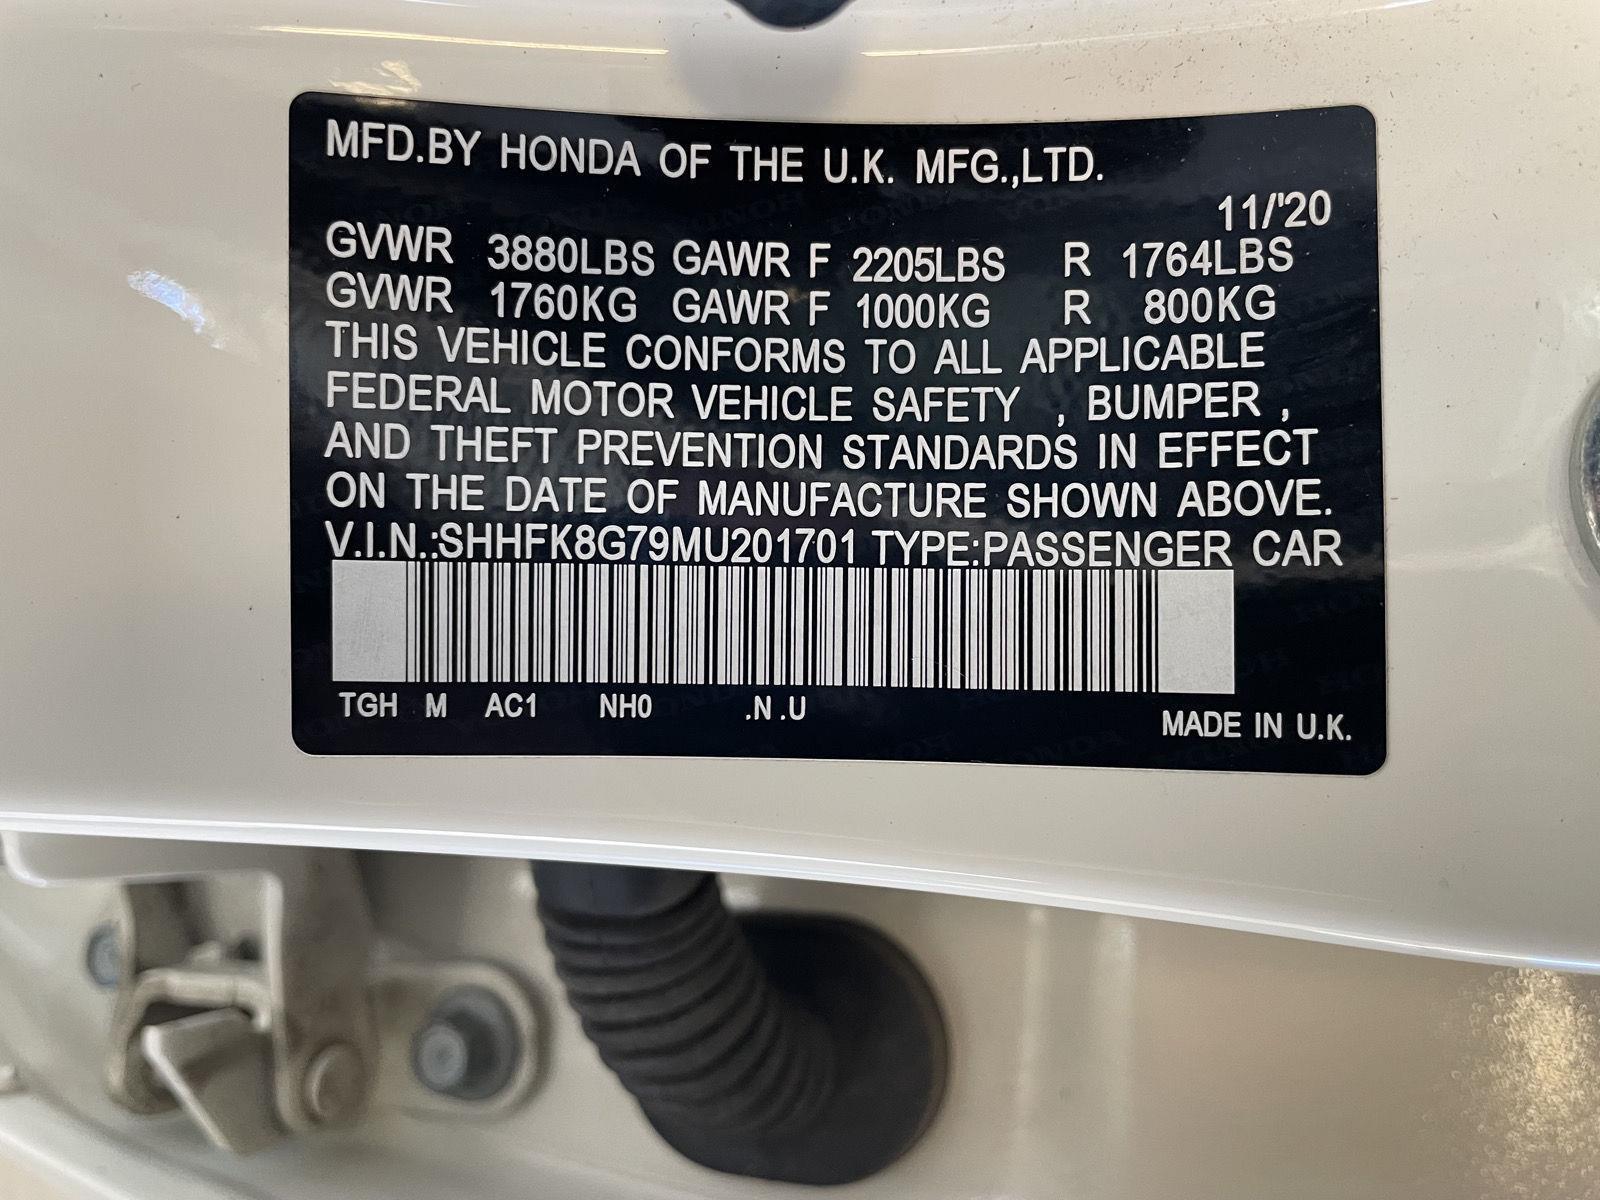 MFD.BY HONDA OF THE U.K. MFG.,LTD.
11/'20
GVWR 3880LBS GAWR F 2205LBS R 1764LBS
GVWR 1760KG GAWR F 1000KG R 800KG
THIS VEHICLE CONFORMS TO ALL APPLICABLE
FEDERAL MOTOR VEHICLE SAFETY , BUMPER ,
AND THEFT PREVENTION STANDARDS IN EFFECT
ON THE DATE OF MANUFACTURE SHOWN ABOVE.
V.I.N.:SHHFK8G79MU201701 TYPE:PASSENGER CAR
TGH M AC1 NH0 .N .U
MADE IN U.K.